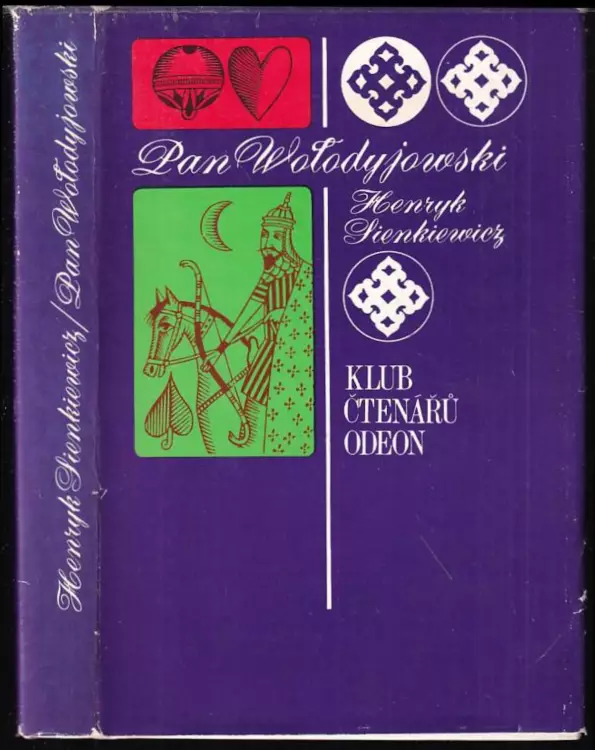 Pan Wołodyjowski
Henryk
Sienkiewicz
KLUB
ČTENÁŘŮ
ODEON
Henryk Sienkiewicz/Pan Wołodyjowski